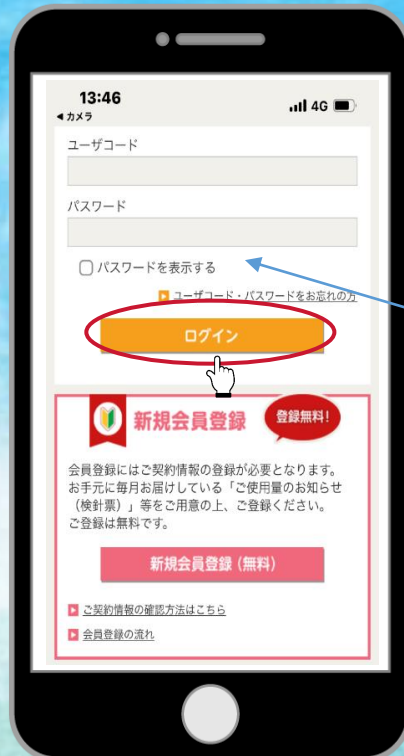 13:46
4G
◀カメラ
ユーザコード
パスワード
パスワードを表示する
ユーザコード・パスワードをお忘れの方
ログイン
新規会員登録
登録無料!
会員登録にはご契約情報の登録が必要となります。
お手元に毎月お届けしている「ご使用量のお知らせ
（検針票）」等をご用意の上、ご登録ください。
ご登録は無料です。
新規会員登録（無料）
ご契約情報の確認方法はこちら
会員登録の流れ